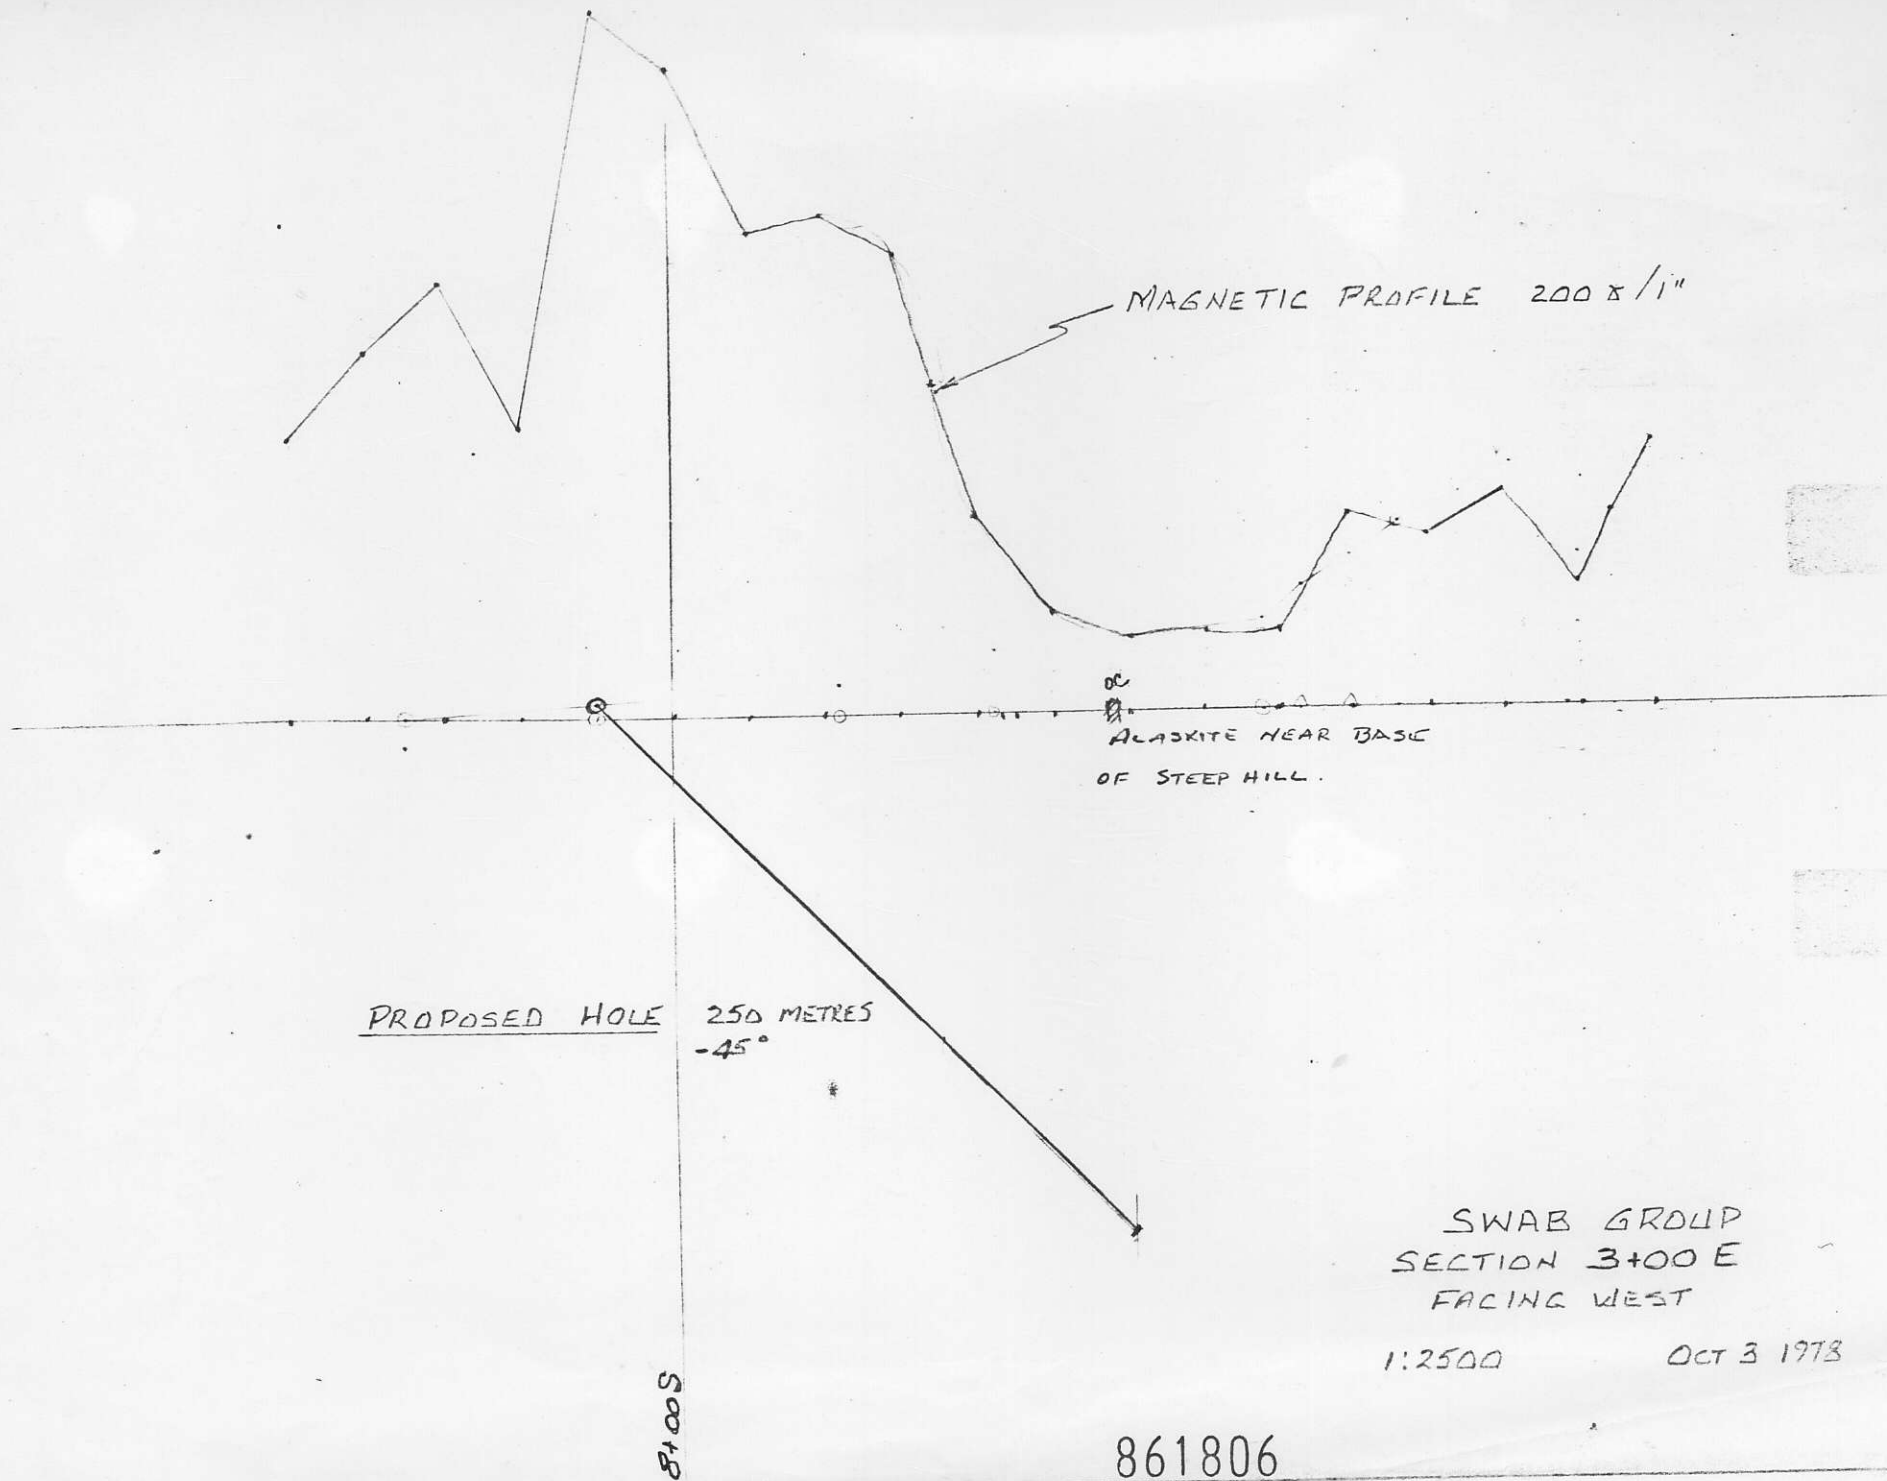 MAGNETIC PROFILE 200 γ/1"
OC
ALASKITE NEAR BASE
OF STEEP HILL.
PROPOSED HOLE 250 METRES
-45°
SWAB GROUP
SECTION 3+00 E
FACING WEST
1:2500 OCT 3 1978
8+00S
861806